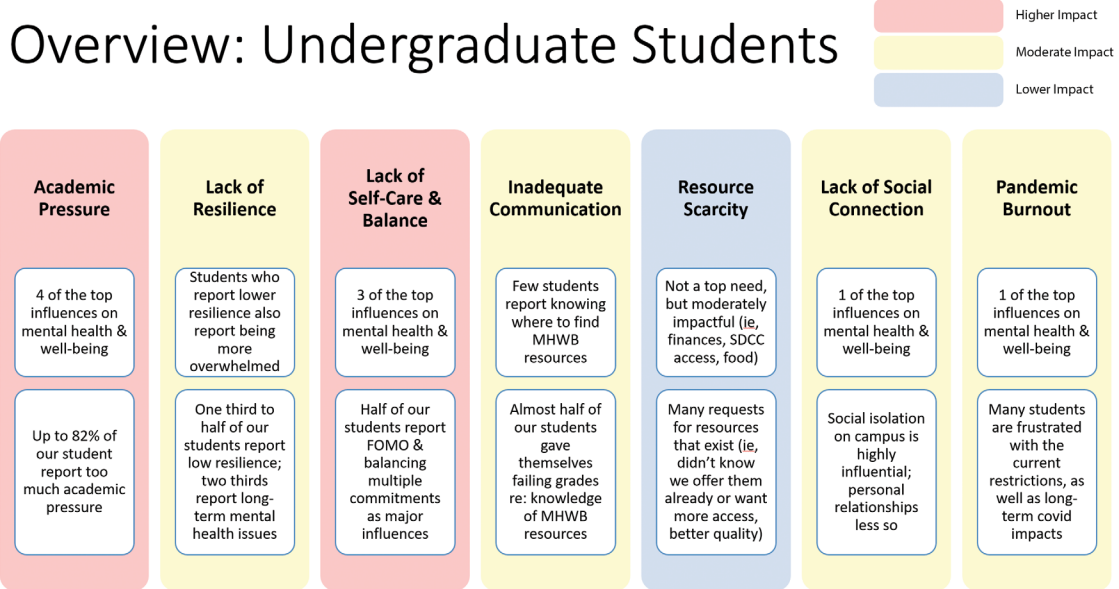 Overview: Undergraduate Students
Higher Impact
Moderate Impact
Lower Impact
Academic
Pressure
4 of the top
influences on
mental health &
well-being
Up to 82% of
our student
report too
much academic
pressure
Lack of
Resilience
Students who
report lower
resilience also
report being
more
overwhelmed
One third to
half of our
students report
low resilience;
two thirds
report long-
term mental
health issues
Lack of
Self-Care &
Balance
3 of the top
influences on
mental health &
well-being
Half of our
students report
FOMO &
balancing
multiple
commitments
as major
influences
Inadequate
Communication
Few students
report knowing
where to find
MHWB
resources
Almost half of
our students
gave
themselves
failing grades
re: knowledge
of MHWB
resources
Resource
Scarcity
Not a top need,
but moderately
impactful (ie,
finances, SDCC
access, food)
Many requests
for resources
that exist (ie,
didn't know
we offer them
already or want
more access,
better quality)
Lack of Social
Connection
1 of the top
influences on
mental health &
well-being
Social isolation
on campus is
highly
influential;
personal
relationships
less so
Pandemic
Burnout
1 of the top
influences on
mental health &
well-being
Many students
are frustrated
with the
current
restrictions, as
well as long-
term covid
impacts